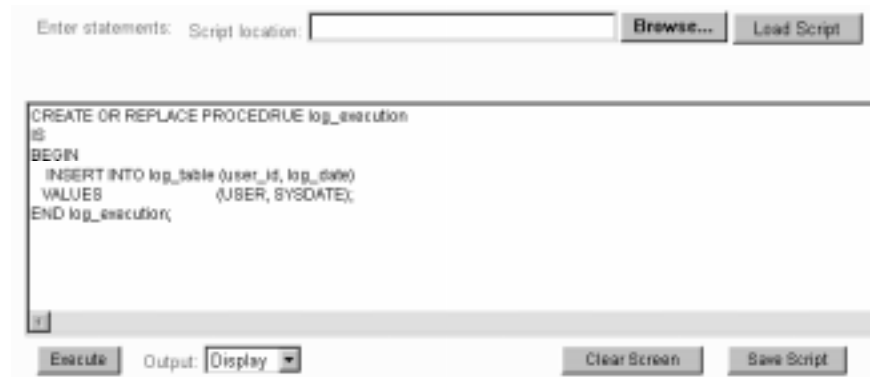 Enter statements: Script location: Browse... Load Script
CREATE OR REPLACE PROCEDRUE log_execution
IS
BEGIN
INSERT INTO log_table (user_id, log_date)
VALUES (USER, SYSDATE);
END log_execution;
Execute Output: Display Clear Screen Save Script